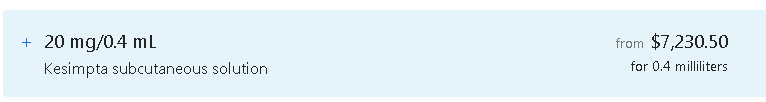 + 20 mg/0.4 mL from $7,230.50
Kesimpta subcutaneous solution for 0.4 milliliters